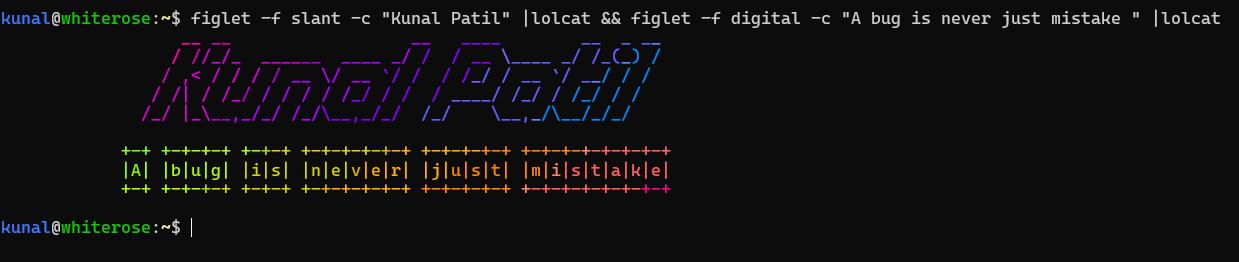 kunal@whiterose:~$ figlet -f slant -c "Kunal Patil" |lolcat && figlet -f digital -c "A bug is never just mistake " |lolcat
Kunal Patil
+-+ +-+-+-+ +-+-+ +-+-+-+-+-+ +-+-+-+-+ +-+-+-+-+-+-+-+
|A| |b|u|g| |i|s| |n|e|v|e|r| |j|u|s|t| |m|i|s|t|a|k|e|
+-+ +-+-+-+ +-+-+ +-+-+-+-+-+ +-+-+-+-+ +-+-+-+-+-+-+-+
kunal@whiterose:~$